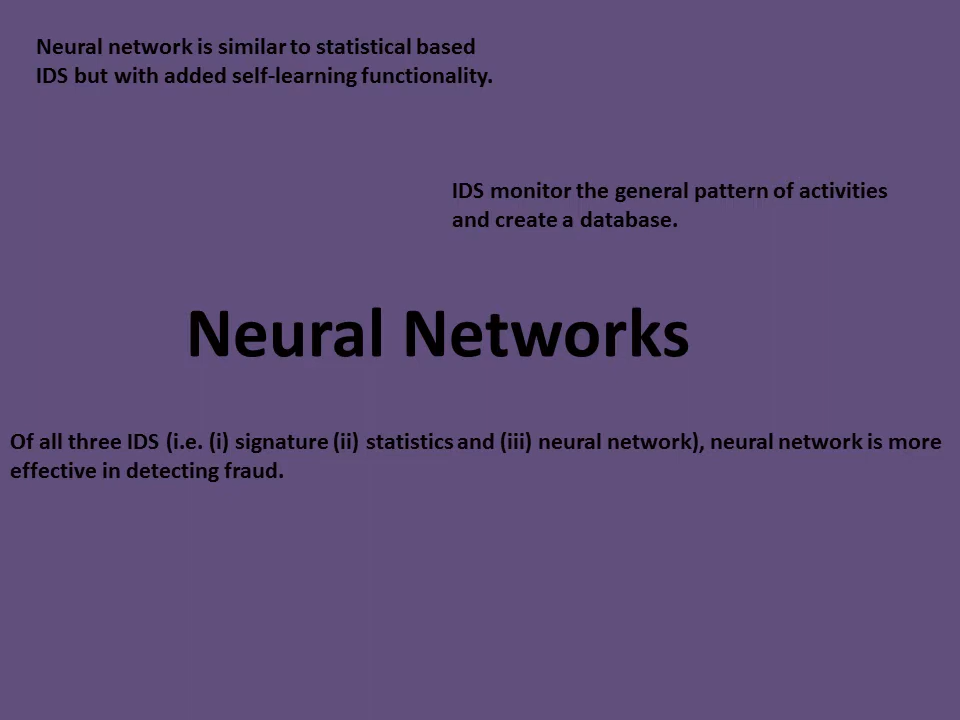 Neural network is similar to statistical based
IDS but with added self-learning functionality.
IDS monitor the general pattern of activities
and create a database.
Neural Networks
Of all three IDS (i.e. (i) signature (ii) statistics and (iii) neural network), neural network is more
effective in detecting fraud.